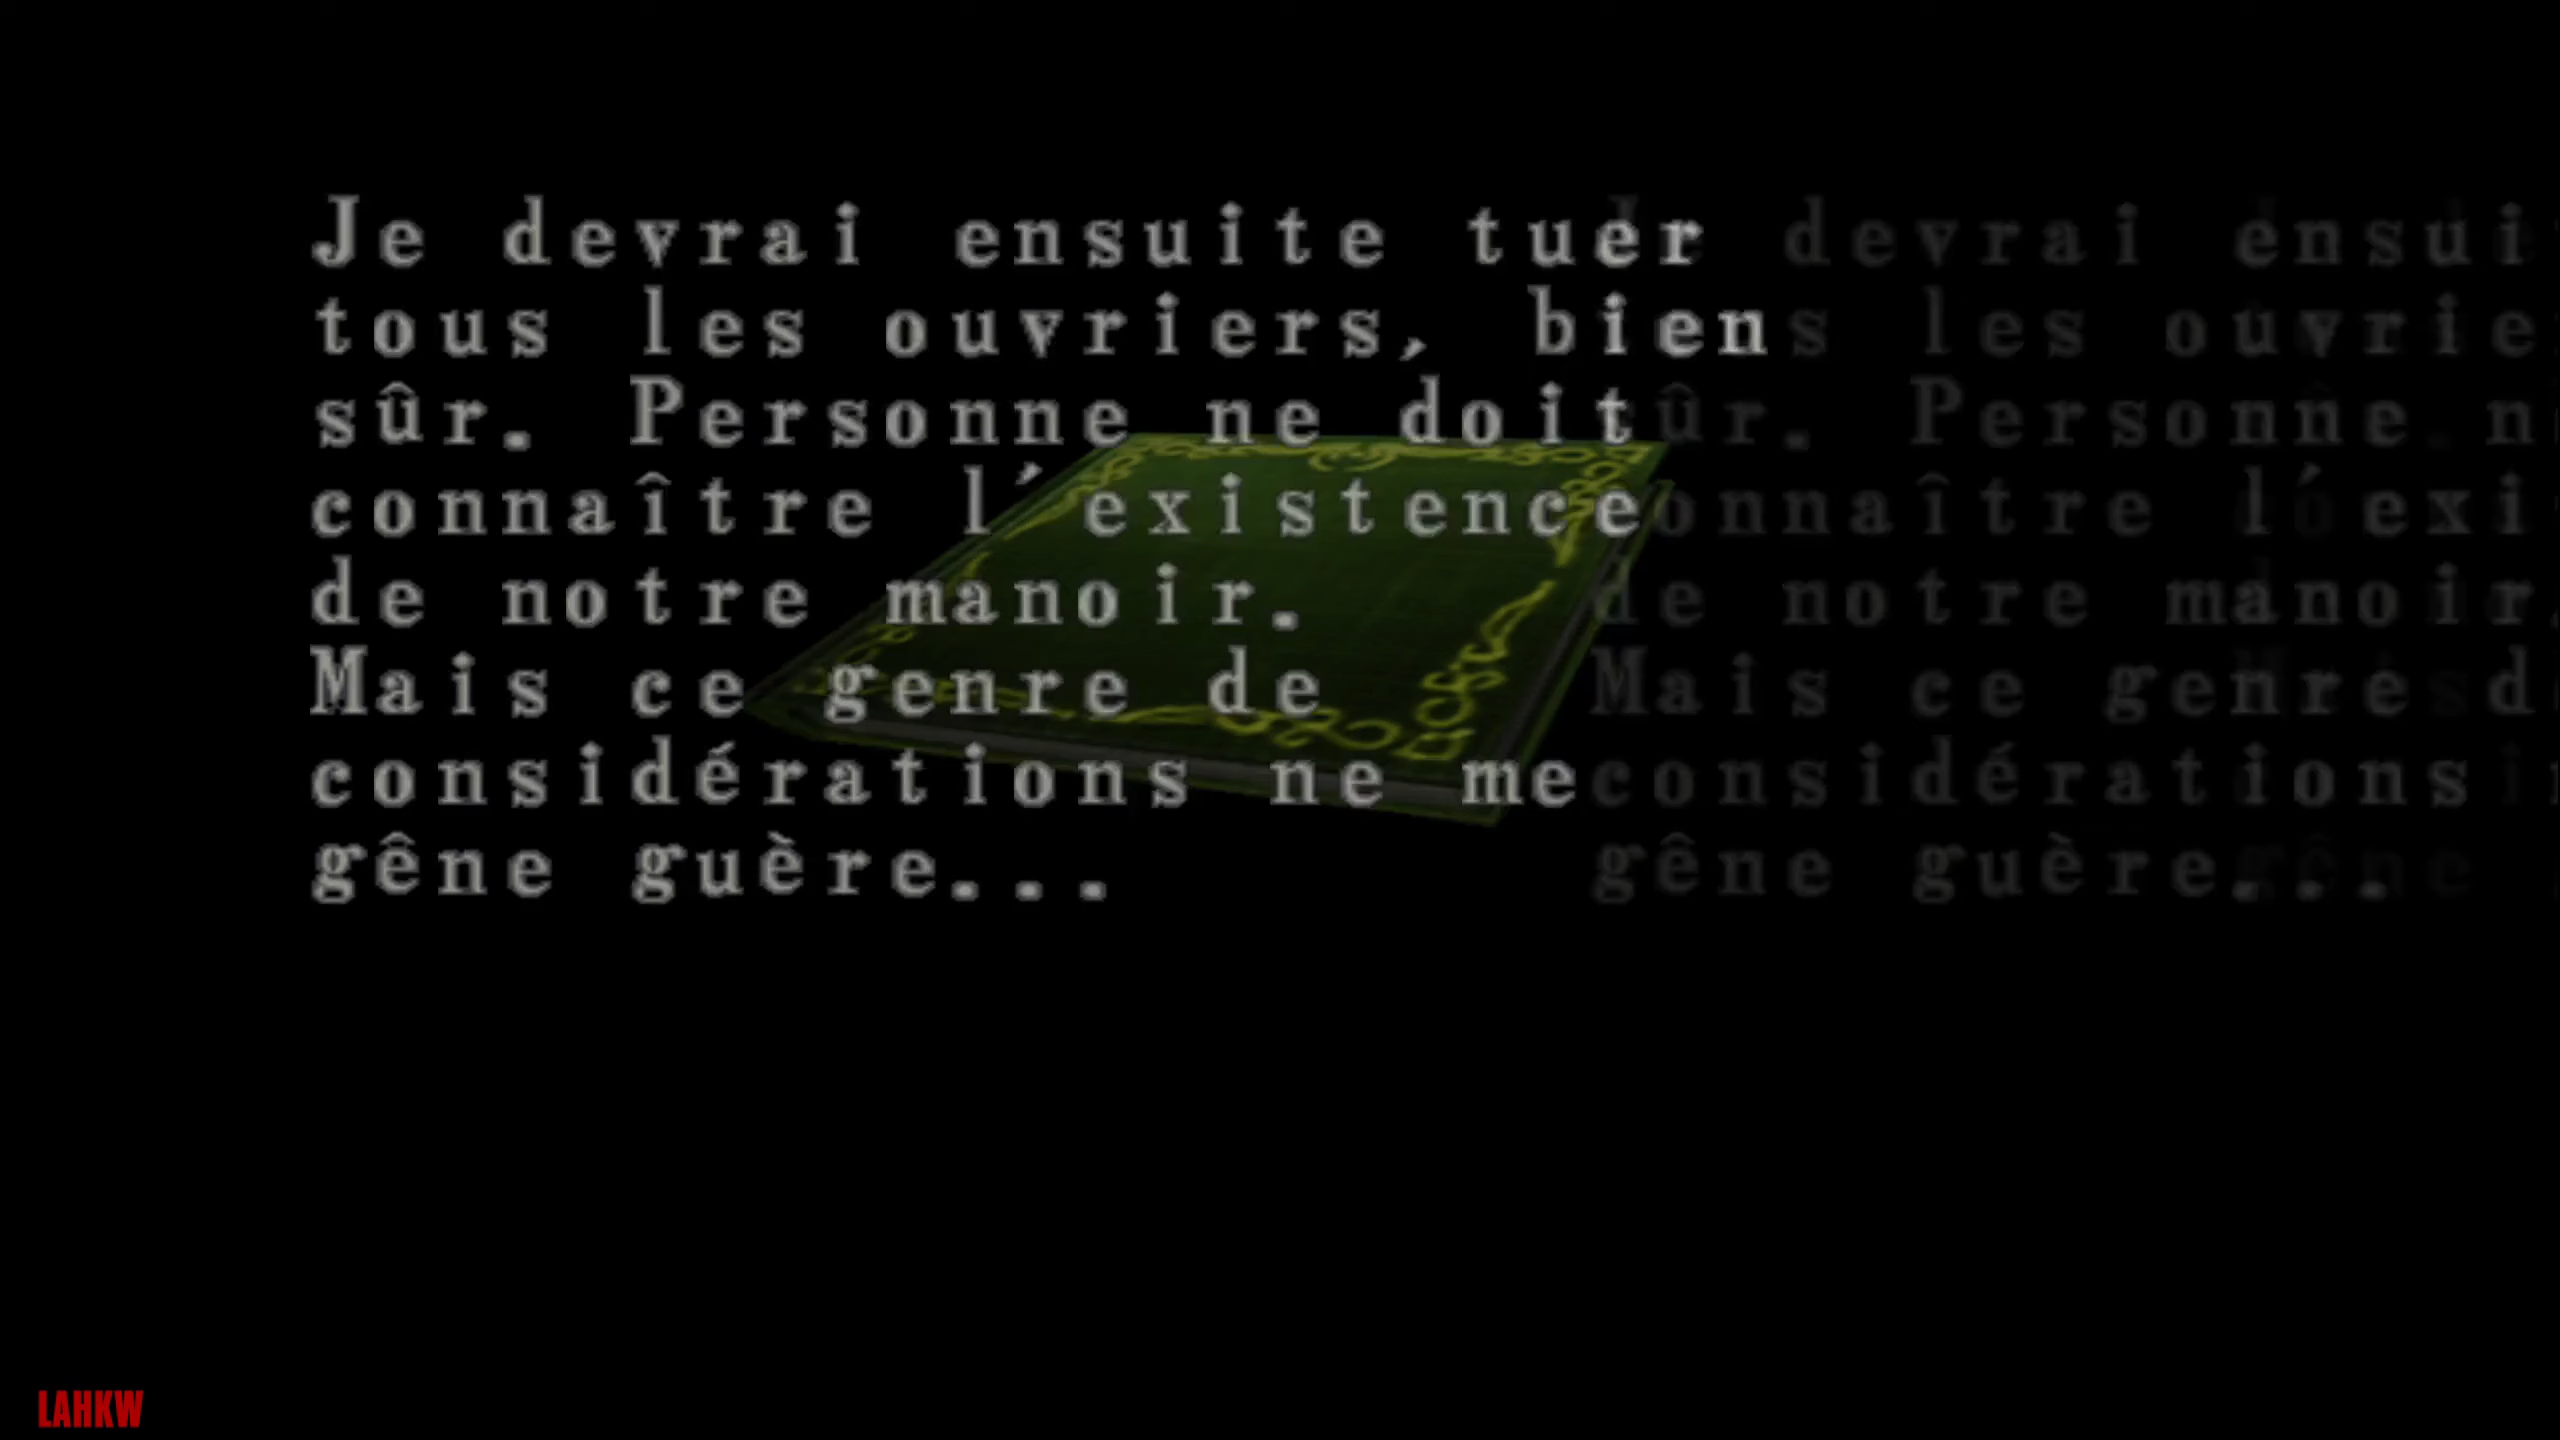 Je devrai ensuite tuer
tous les ouvriers, bien
sûr. Personne ne doit
connaître l'existence
de notre manoir.
Mais ce genre de
considérations ne me
gêne guère...
LAHKW